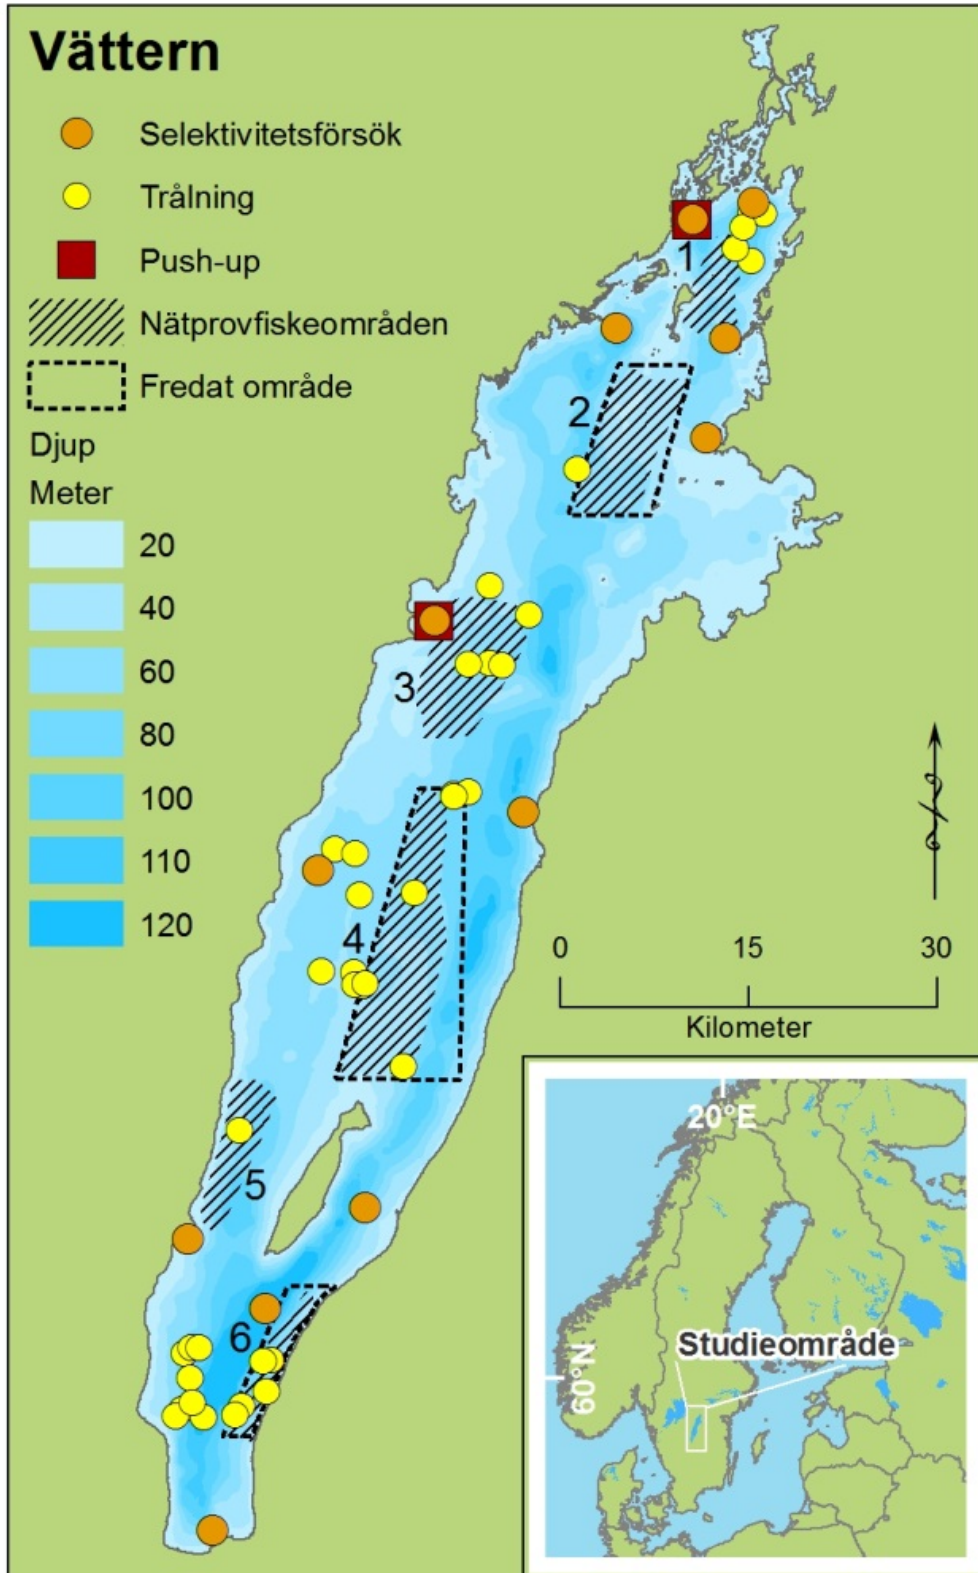 Vättern
Selektivitetsförsök
Trålning
Push-up
Nätprovfiskeområden
Fredat område
Djup
Meter
20
40
60
80
100
110
120
1
2
3
4
5
6
0 15 30
Kilometer
20°E
Studieområde
60°N